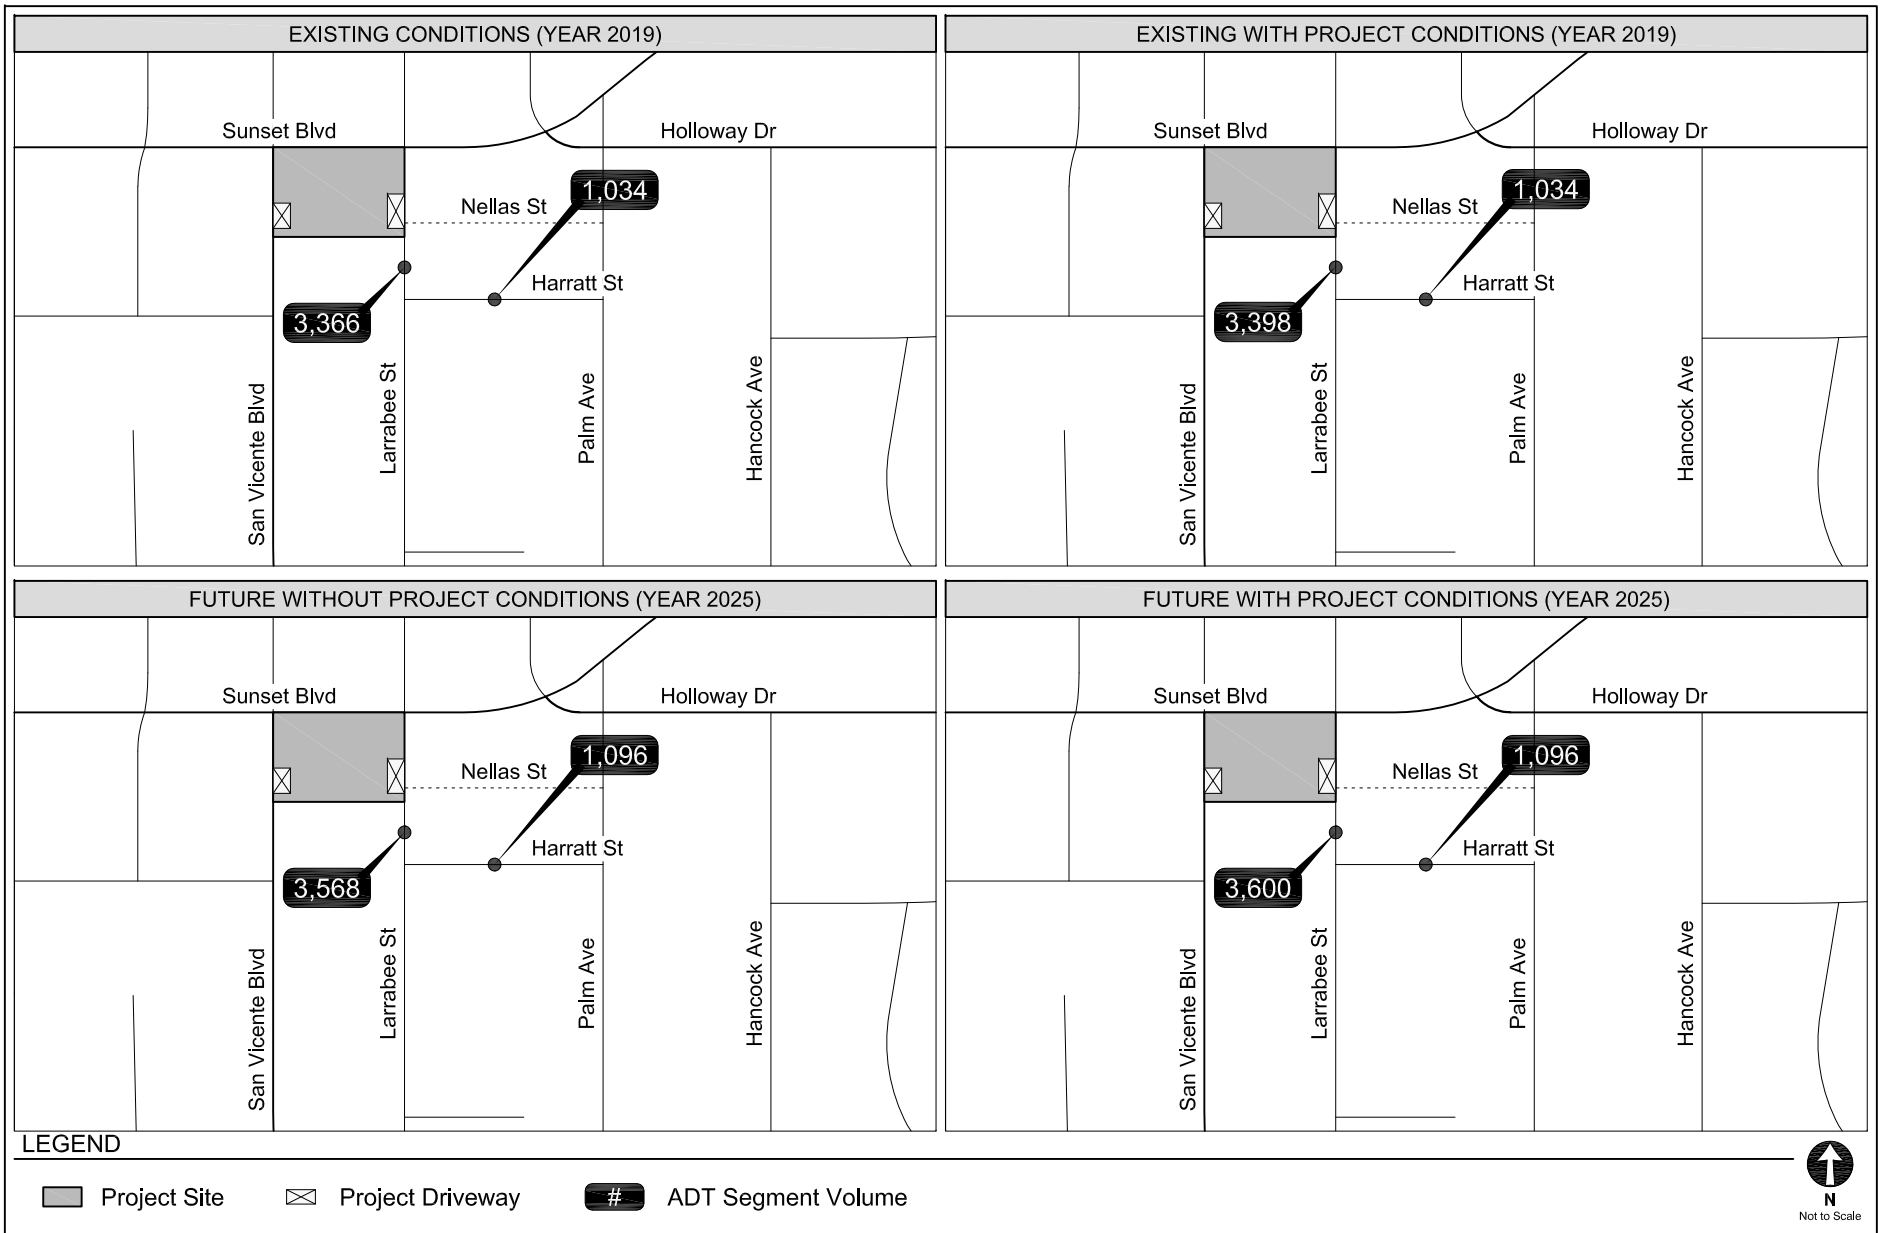 EXISTING CONDITIONS (YEAR 2019)
Sunset Blvd
Holloway Dr
1,034
Nellas St
Harratt St
3,366
San Vicente Blvd
Larrabee St
Palm Ave
Hancock Ave
EXISTING WITH PROJECT CONDITIONS (YEAR 2019)
Sunset Blvd
Holloway Dr
1,034
Nellas St
Harratt St
3,398
San Vicente Blvd
Larrabee St
Palm Ave
Hancock Ave
FUTURE WITHOUT PROJECT CONDITIONS (YEAR 2025)
Sunset Blvd
Holloway Dr
1,096
Nellas St
Harratt St
3,568
San Vicente Blvd
Larrabee St
Palm Ave
Hancock Ave
FUTURE WITH PROJECT CONDITIONS (YEAR 2025)
Sunset Blvd
Holloway Dr
1,096
Nellas St
Harratt St
3,600
San Vicente Blvd
Larrabee St
Palm Ave
Hancock Ave
LEGEND
Project Site
Project Driveway
# ADT Segment Volume
N
Not to Scale